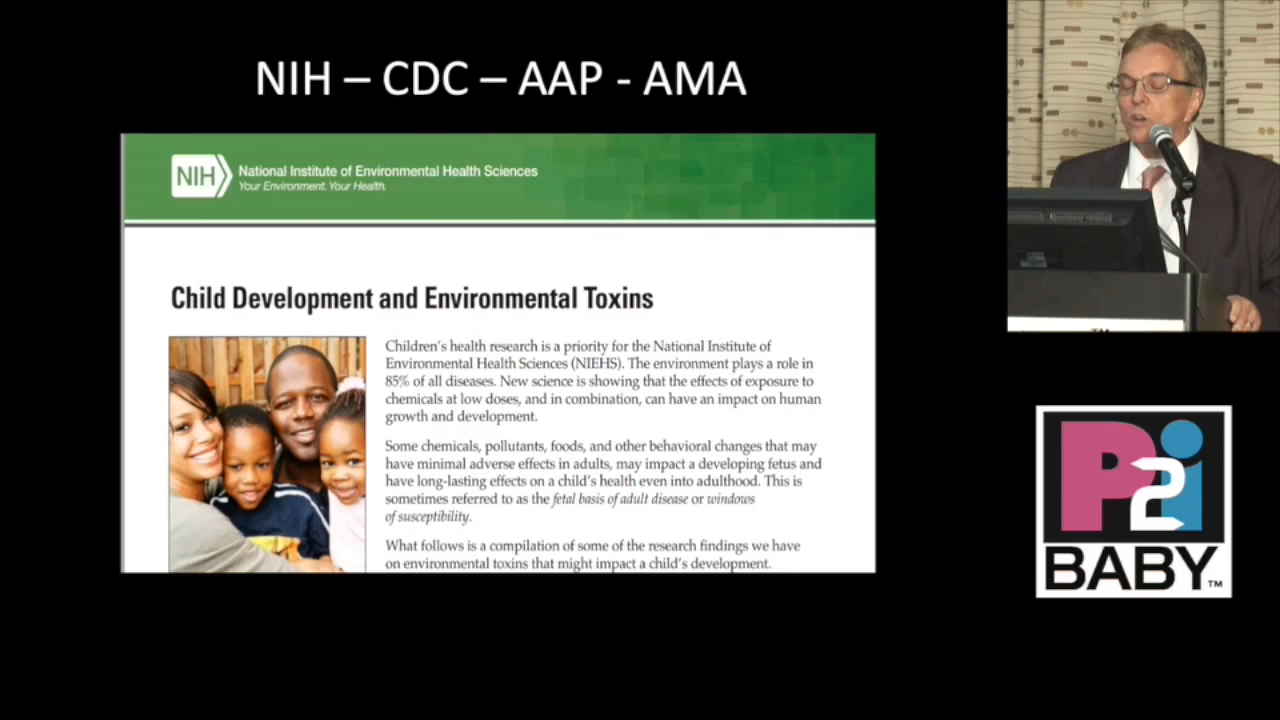 NIH – CDC – AAP - AMA
NIH
National Institute of Environmental Health Sciences
Your Environment. Your Health.
Child Development and Environmental Toxins
Children's health research is a priority for the National Institute of
Environmental Health Sciences (NIEHS). The environment plays a role in
85% of all diseases. New science is showing that the effects of exposure to
chemicals at low doses, and in combination, can have an impact on human
growth and development.
Some chemicals, pollutants, foods, and other behavioral changes that may
have minimal adverse effects in adults, may impact a developing fetus and
have long-lasting effects on a child's health even into adulthood. This is
sometimes referred to as the fetal basis of adult disease or windows
of susceptibility.
What follows is a compilation of some of the research findings we have
on environmental toxins that might impact a child's development.
P2i
BABY™